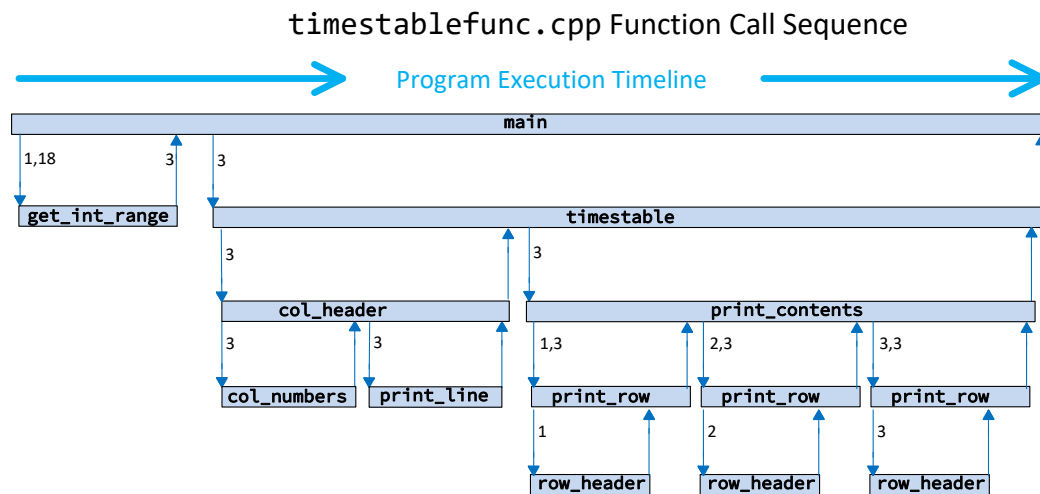 timestablefunc.cpp Function Call Sequence
Program Execution Timeline
main
1,18 3 3
get_int_range timestable
3 3
col_header print_contents
3 3 1,3 2,3 3,3
col_numbers print_line print_row print_row print_row
1 2 3
row_header row_header row_header